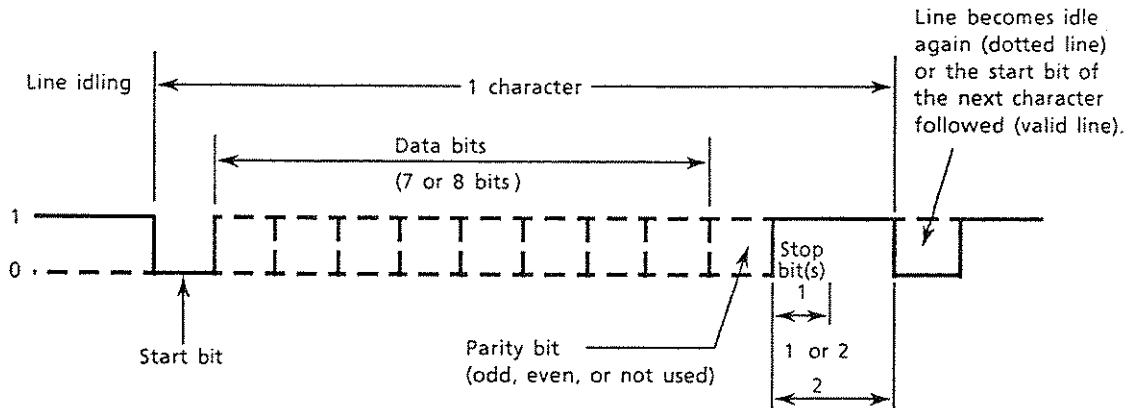 Line becomes idle
again (dotted line)
or the start bit of
the next character
followed (valid line).
Line idling
1 character
Data bits
(7 or 8 bits)
1
0
Stop
bit(s)
1
1 or 2
2
Start bit
Parity bit
(odd, even, or not used)